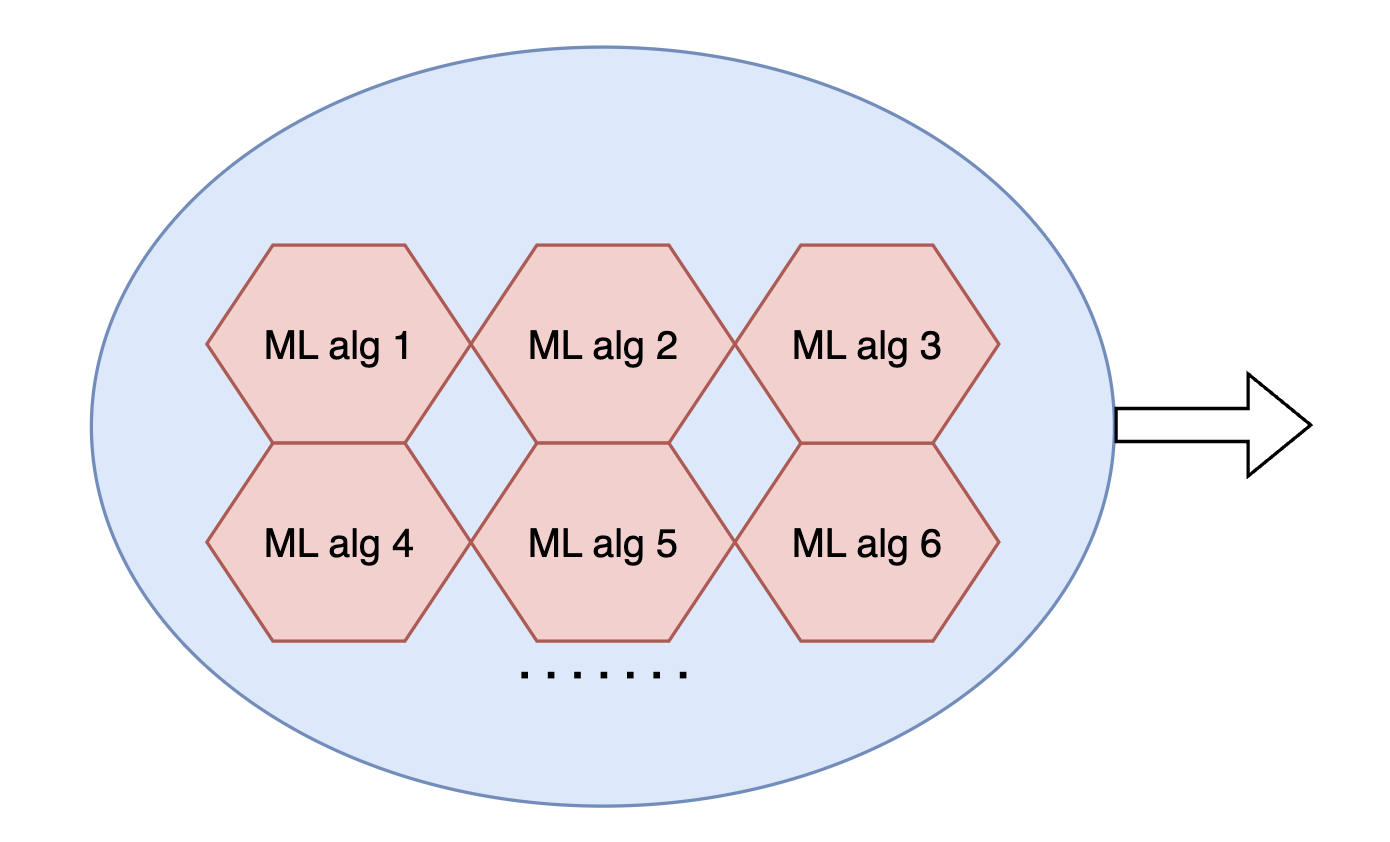 ML alg 1
ML alg 2
ML alg 3
ML alg 4
ML alg 5
ML alg 6
.......